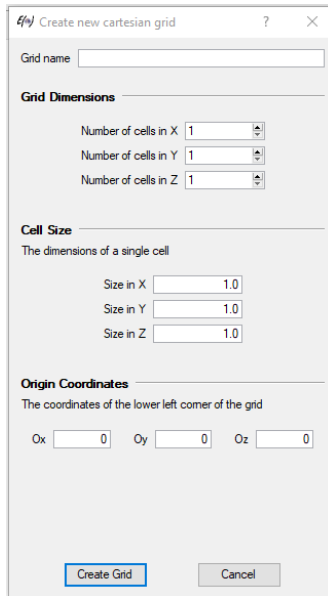 E{(n)} Create new cartesian grid ? ×
Grid name
Grid Dimensions
Number of cells in X 1
Number of cells in Y 1
Number of cells in Z 1
Cell Size
The dimensions of a single cell
Size in X 1.0
Size in Y 1.0
Size in Z 1.0
Origin Coordinates
The coordinates of the lower left corner of the grid
Ox 0 Oy 0 Oz 0
Create Grid Cancel